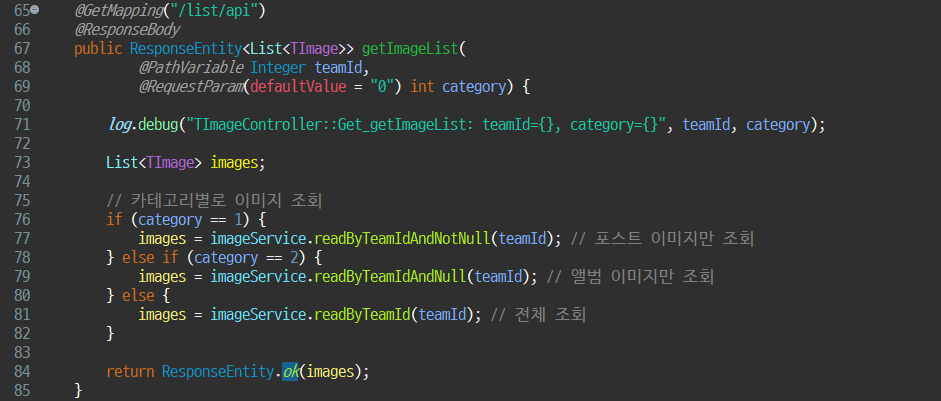 65 @GetMapping("/list/api")
66 @ResponseBody
67 public ResponseEntity<List<TImage>> getImageList(
68 @PathVariable Integer teamId,
69 @RequestParam(defaultValue = "0") int category) {
70
71 log.debug("TImageController::Get_getImageList: teamId={}, category={}", teamId, category);
72
73 List<TImage> images;
74
75 // 카테고리별로 이미지 조회
76 if (category == 1) {
77 images = imageService.readByTeamIdAndNotNull(teamId); // 포스트 이미지만 조회
78 } else if (category == 2) {
79 images = imageService.readByTeamIdAndNull(teamId); // 앨범 이미지만 조회
80 } else {
81 images = imageService.readByTeamId(teamId); // 전체 조회
82 }
83
84 return ResponseEntity.ok(images);
85 }